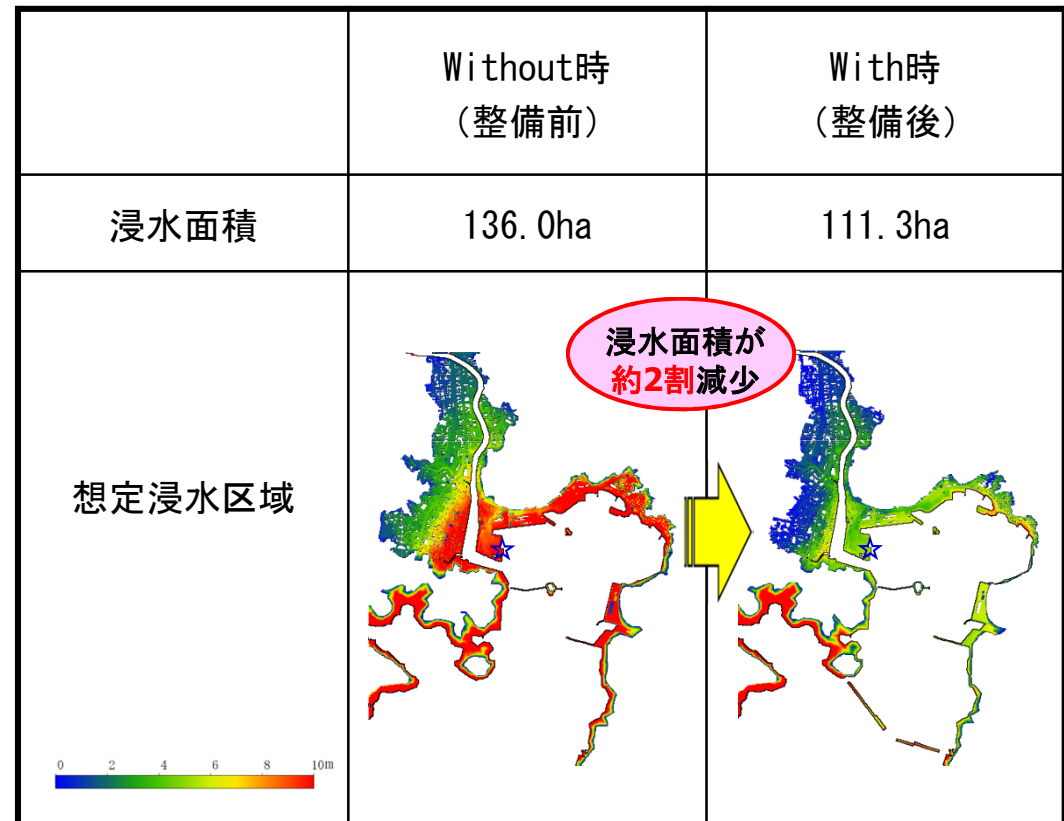 Without時
(整備前)
With時
(整備後)
浸水面積
136.0ha
111.3ha
想定浸水区域
浸水面積が
約2割減少
0 2 4 6 8 10m